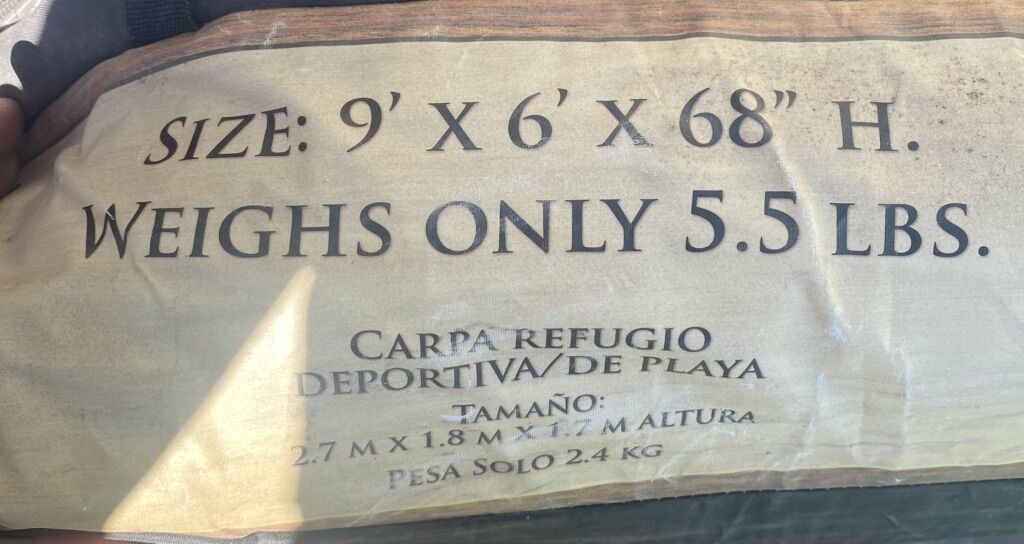 SIZE: 9' X 6' X 68" H.
WEIGHS ONLY 5.5 LBS.
CARPA REFUGIO
DEPORTIVA/DE PLAYA
TAMAÑO:
2.7 M X 1.8 M X 1.7 M ALTURA
PESA SOLO 2.4 KG